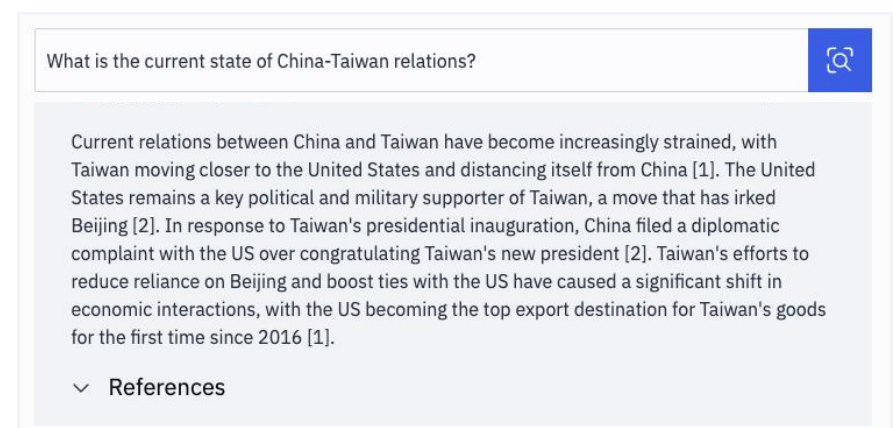 What is the current state of China-Taiwan relations?
Current relations between China and Taiwan have become increasingly strained, with
Taiwan moving closer to the United States and distancing itself from China [1]. The United
States remains a key political and military supporter of Taiwan, a move that has irked
Beijing [2]. In response to Taiwan's presidential inauguration, China filed a diplomatic
complaint with the US over congratulating Taiwan's new president [2]. Taiwan's efforts to
reduce reliance on Beijing and boost ties with the US have caused a significant shift in
economic interactions, with the US becoming the top export destination for Taiwan's goods
for the first time since 2016 [1].
References